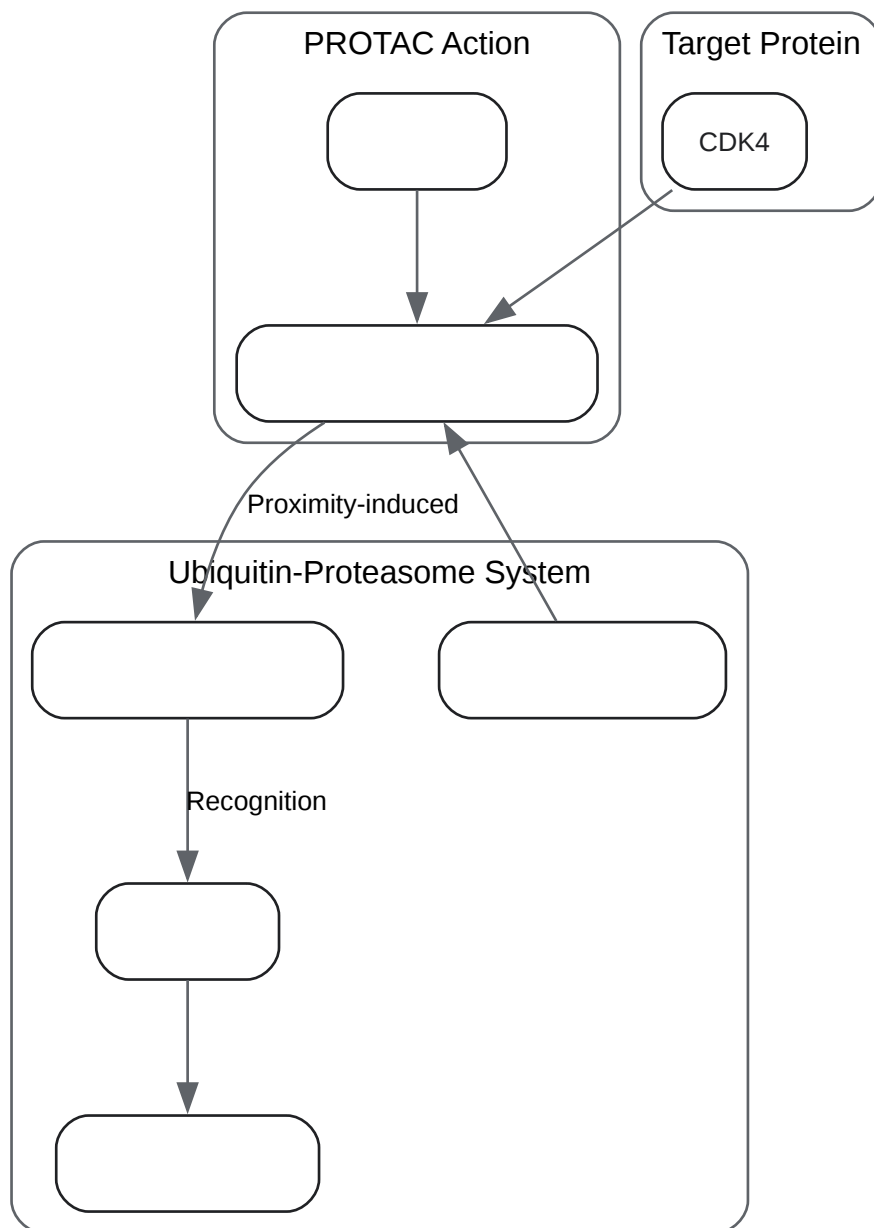 PROTAC Action
Target Protein
CDK4
Proximity-induced
Ubiquitin-Proteasome System
Recognition